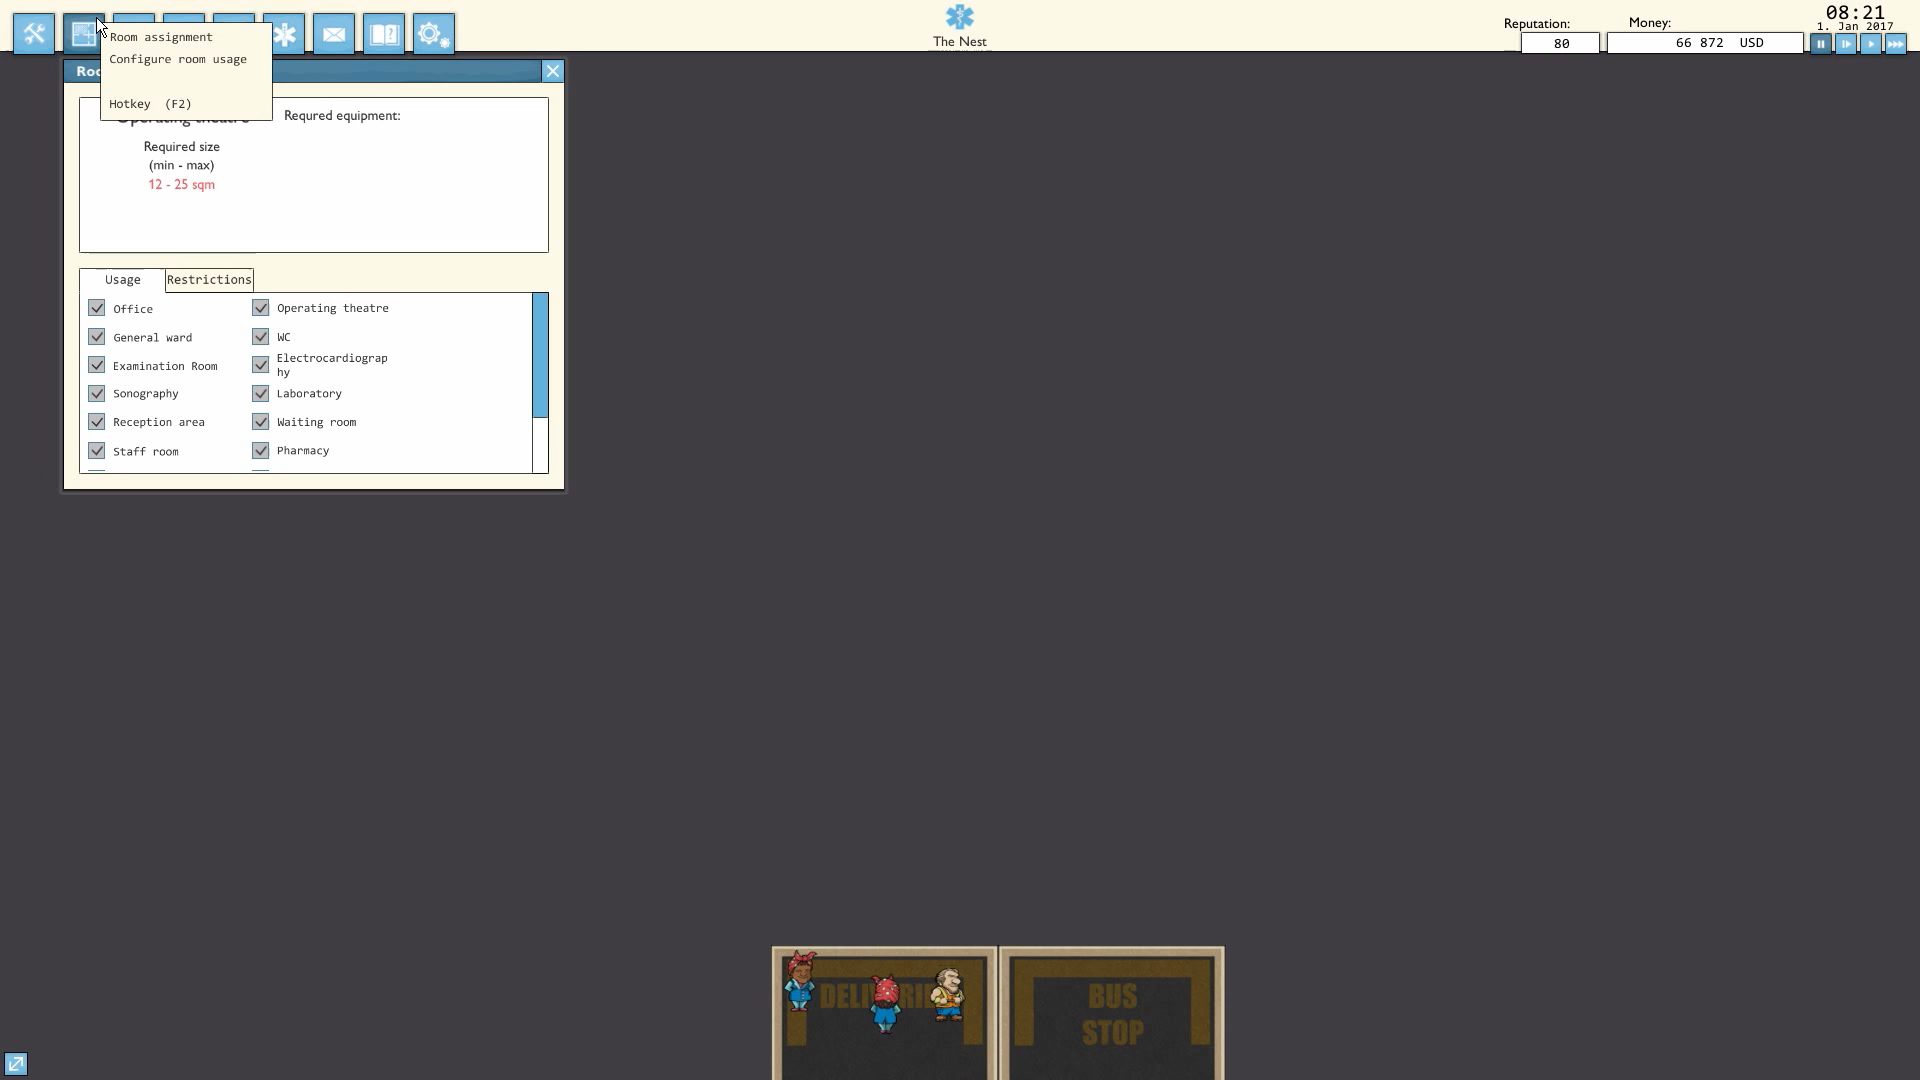 Room assignment
Configure room usage
Hotkey (F2)
The Nest
Reputation:
80
Money:
66 872 USD
08:21
1. Jan 2017
Operating theatre
Required size
(min - max)
12 - 25 sqm
Requred equipment:
Usage
Restrictions
Office
Operating theatre
General ward
WC
Examination Room
Electrocardiograp
hy
Sonography
Laboratory
Reception area
Waiting room
Staff room
Pharmacy
BUS
STOP